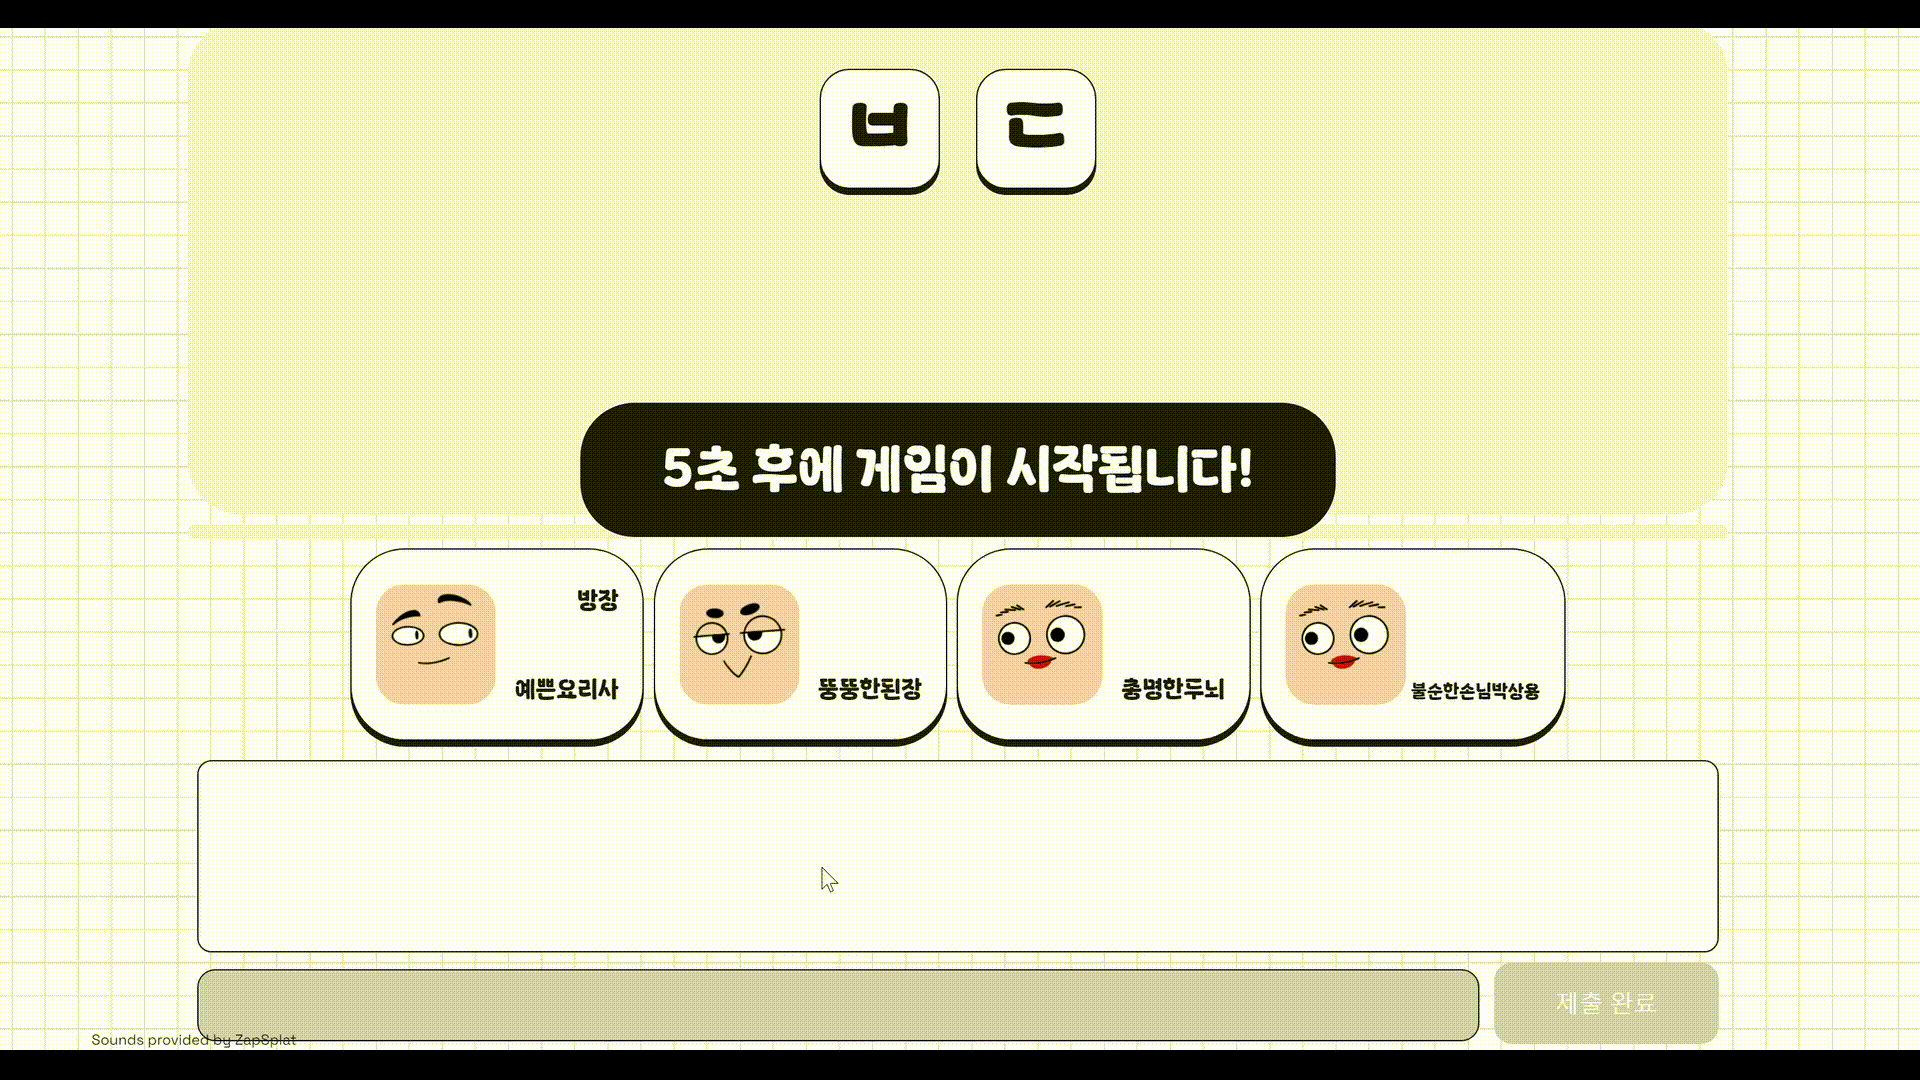 ㅂ ㄷ
5초 후에 게임이 시작됩니다!
방장
예쁜요리사
뚱뚱한된장
총명한두뇌
불순한손님박상용
제출 완료
Sounds provided by ZapSplat